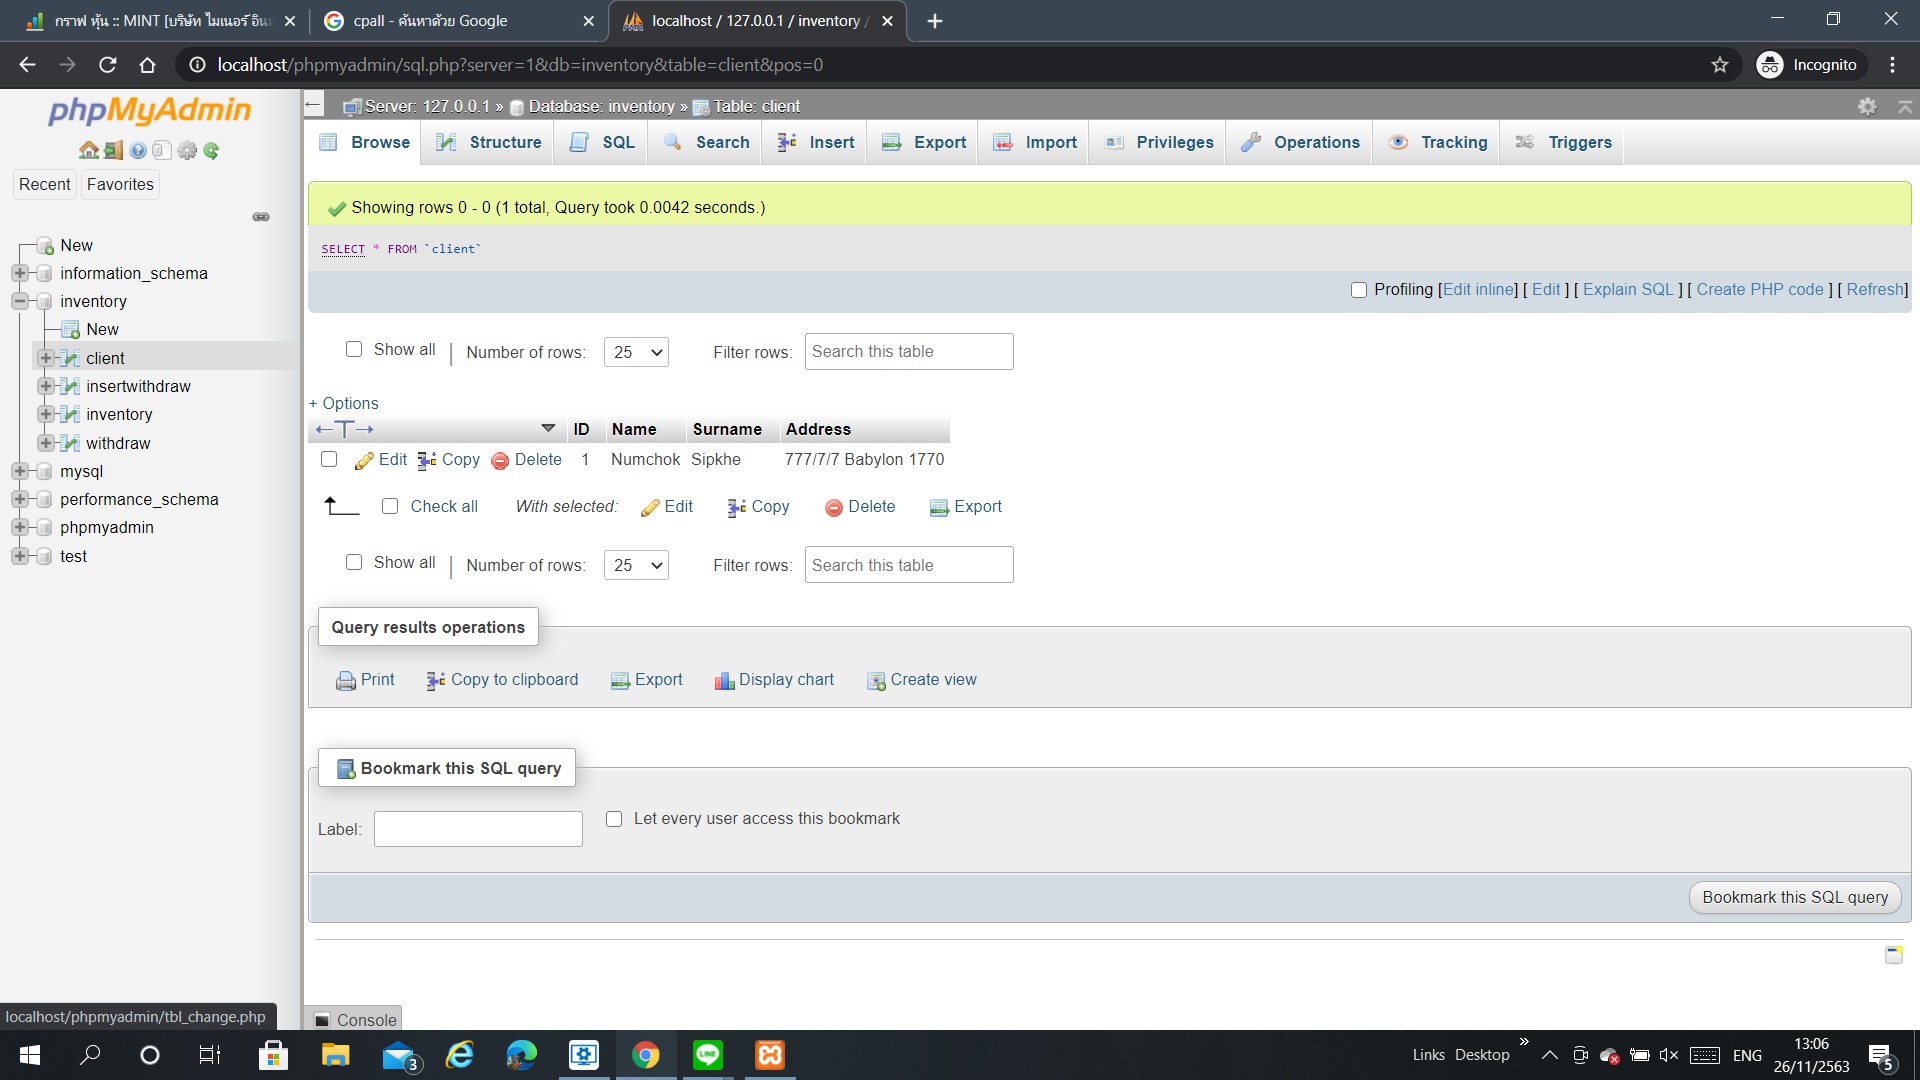 กราฟ หุ้น :: MINT [บริษัท ไมเนอร์ อิน
cpall - ค้นหาด้วย Google
localhost / 127.0.0.1 / inventory /
localhost/phpmyadmin/sql.php?server=1&db=inventory&table=client&pos=0
Incognito
phpMyAdmin
Recent Favorites
New
information_schema
inventory
New
client
insertwithdraw
inventory
withdraw
mysql
performance_schema
phpmyadmin
test
Server: 127.0.0.1 » Database: inventory » Table: client
Browse Structure SQL Search Insert Export Import Privileges Operations Tracking Triggers
Showing rows 0 - 0 (1 total, Query took 0.0042 seconds.)
SELECT * FROM `client`
Profiling [Edit inline] [ Edit ] [ Explain SQL ] [ Create PHP code ] [ Refresh]
Show all | Number of rows: 25 Filter rows: Search this table
+ Options
←T→ ID Name Surname Address
Edit Copy Delete 1 Numchok Sipkhe 777/7/7 Babylon 1770
Check all With selected: Edit Copy Delete Export
Show all | Number of rows: 25 Filter rows: Search this table
Query results operations
Print Copy to clipboard Export Display chart Create view
Bookmark this SQL query
Label: Let every user access this bookmark
Bookmark this SQL query
Console
localhost/phpmyadmin/tbl_change.php
3
LINE
Links Desktop » ENG
13:06
26/11/2563
5